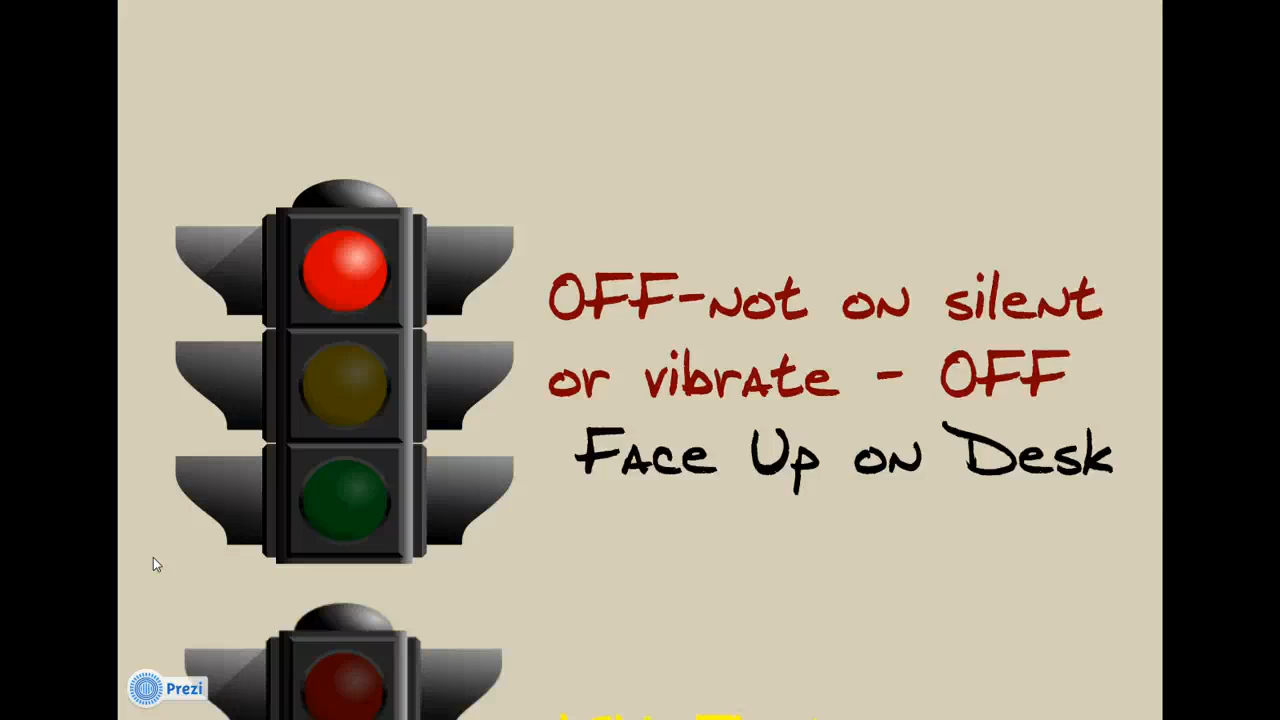 OFF-not on silent
or vibrate - OFF
Face Up on Desk
Prezi